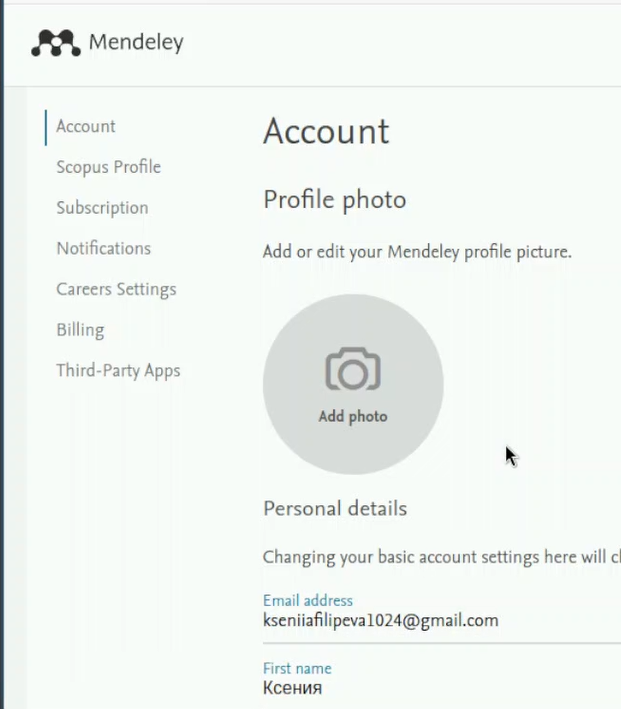 Mendeley
Account
Scopus Profile
Subscription
Notifications
Careers Settings
Billing
Third-Party Apps
Account
Profile photo
Add or edit your Mendeley profile picture.
Add photo
Personal details
Changing your basic account settings here will
Email address
kseniiafilipeva1024@gmail.com
First name
Ксения